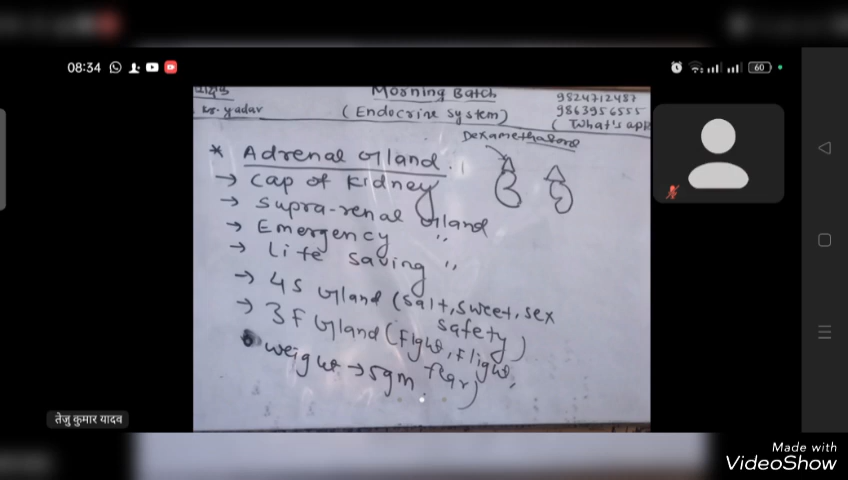 08:34
60
Morning Batch
yadav
(Endocrine System)
9824712487
9863956555
(What's app
Dexamethasone
* Adrenal Gland
→ Cap of Kidney
→ Supra-renal Gland
→ Emergency "
→ Life saving "
→ 4S Gland (Salt, Sweet, Sex
Safety)
→ 3F Gland (Fight, Flight,
fear)
weight → 5gm
तेजु कुमार यादव
Made with
VideoShow